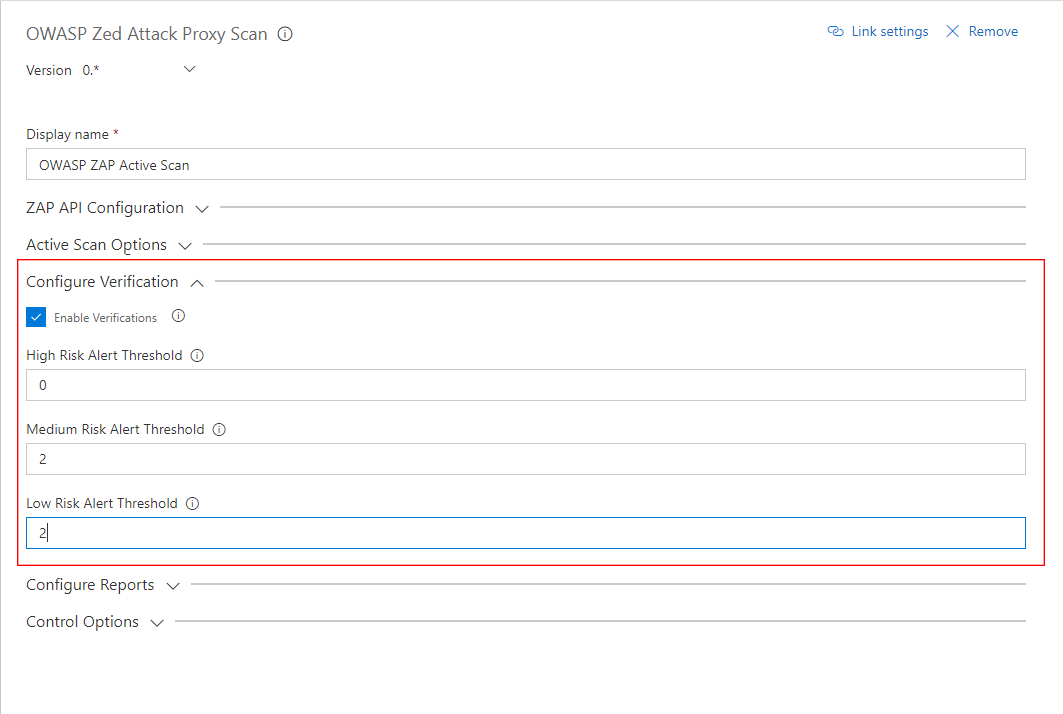 OWASP Zed Attack Proxy Scan
Link settings
Remove
Version 0.*
Display name *
OWASP ZAP Active Scan
ZAP API Configuration
Active Scan Options
Configure Verification
Enable Verifications
High Risk Alert Threshold
0
Medium Risk Alert Threshold
2
Low Risk Alert Threshold
2
Configure Reports
Control Options